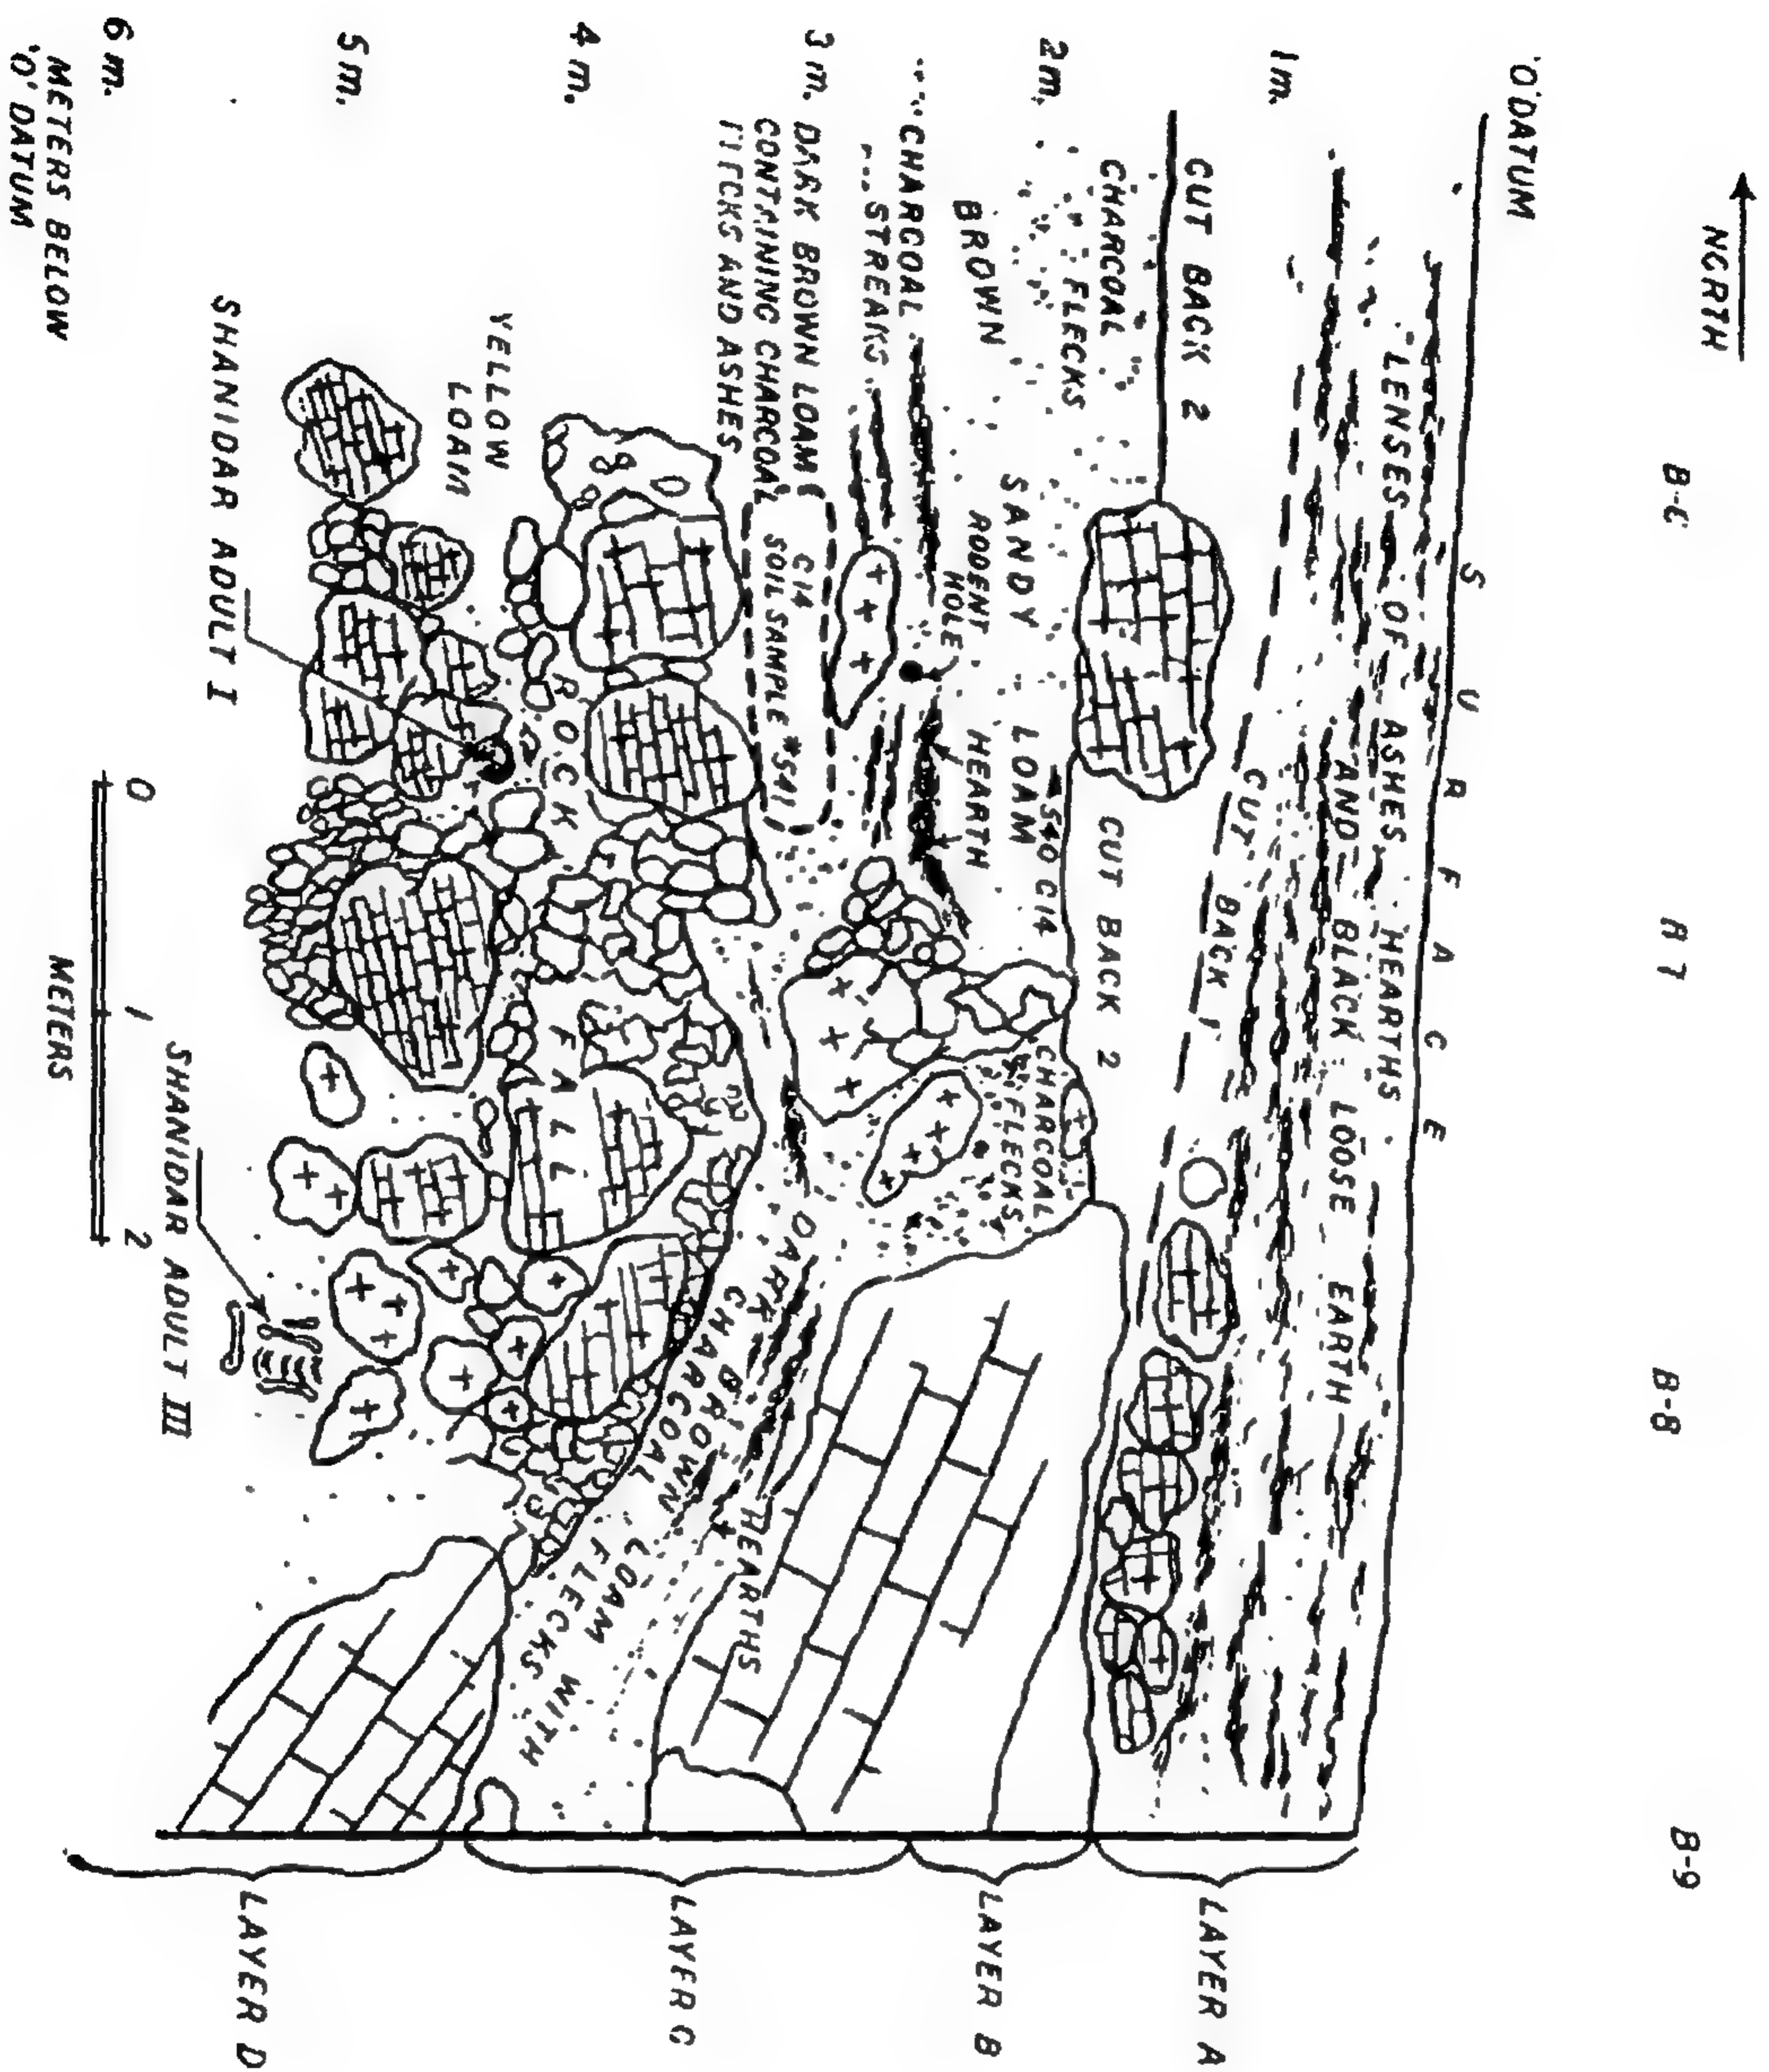 NORTH
B-C
A 7
B-8
B-9
'O' DATUM
1 m.
2 m.
3 m.
4 m.
5 m.
6 m.
METERS BELOW
'O' DATUM
SURFACE
LENSES OF ASHES HEARTHS
AND BLACK LOOSE EARTH
CUT BACK 1
CUT BACK 2
CUT BACK 2
CHARCOAL
FLECKS
540 C14
BROWN SANDY LOAM
RODENT
HOLE
HEARTH
CHARCOAL
FLECKS
CHARCOAL
STREAKS
DARK BROWN LOAM
CONTAINING CHARCOAL
FLECKS AND ASHES
C14
SOIL SAMPLE #541
HEARTHS
DARK BROWN LOAM WITH
CHARCOAL FLECKS
YELLOW
LOAM
ROCK FALL
SHANIDAR ADULT I
SHANIDAR ADULT III
0 1 2
METERS
LAYER A
LAYER B
LAYER C
LAYER D